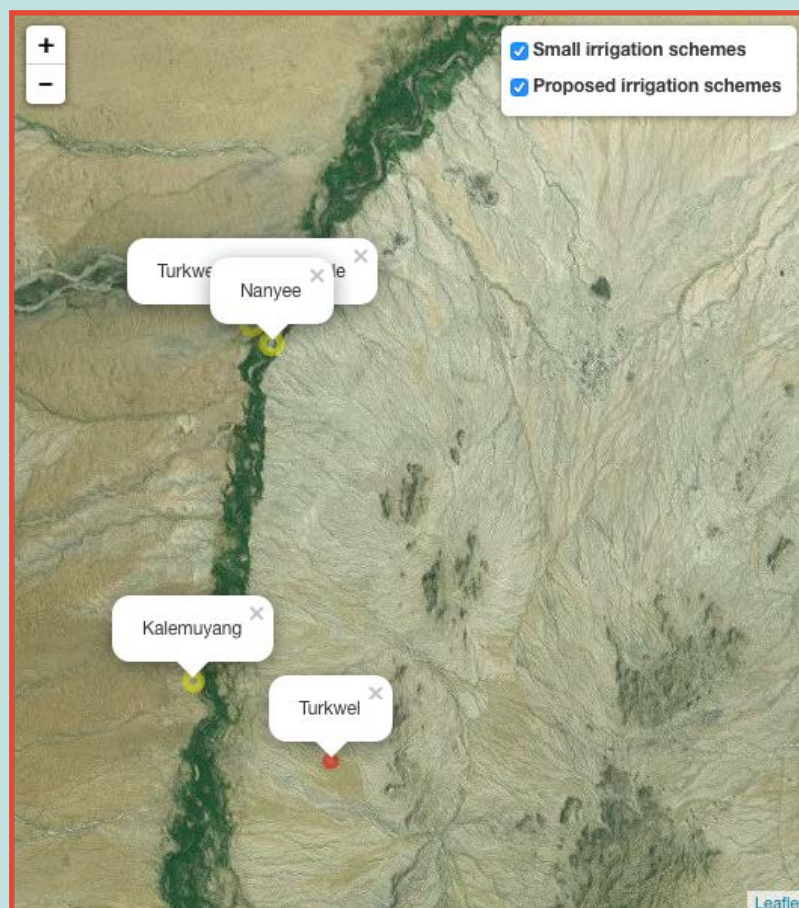 +
Small irrigation schemes
−
Proposed irrigation schemes
×
×
Nanyee
×
Kalemuyang
×
Turkwel